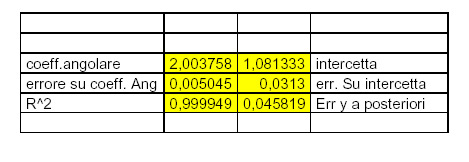 coeff.angolare 2,003758 1,081333 intercetta
errore su coeff. Ang 0,005045 0,0313 err. Su intercetta
R^2 0,999949 0,045819 Err y a posteriori